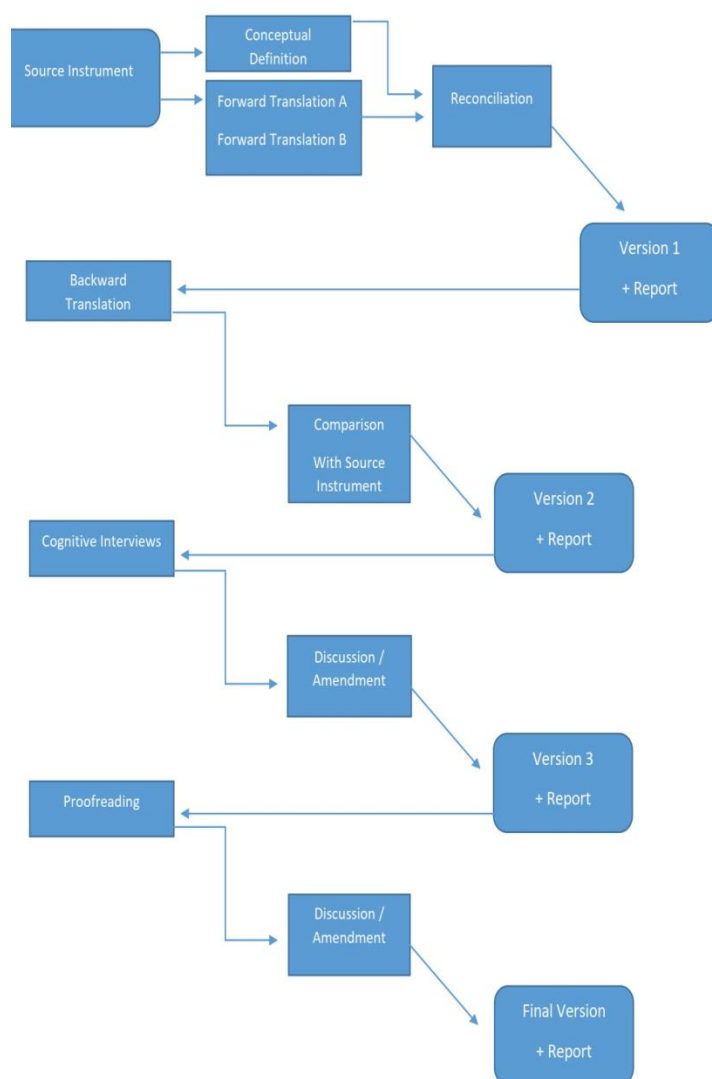 Source Instrument
Conceptual
Definition
Forward Translation A
Forward Translation B
Reconciliation
Version 1
+ Report
Backward
Translation
Comparison
With Source
Instrument
Version 2
+ Report
Cognitive Interviews
Discussion /
Amendment
Version 3
+ Report
Proofreading
Discussion /
Amendment
Final Version
+ Report